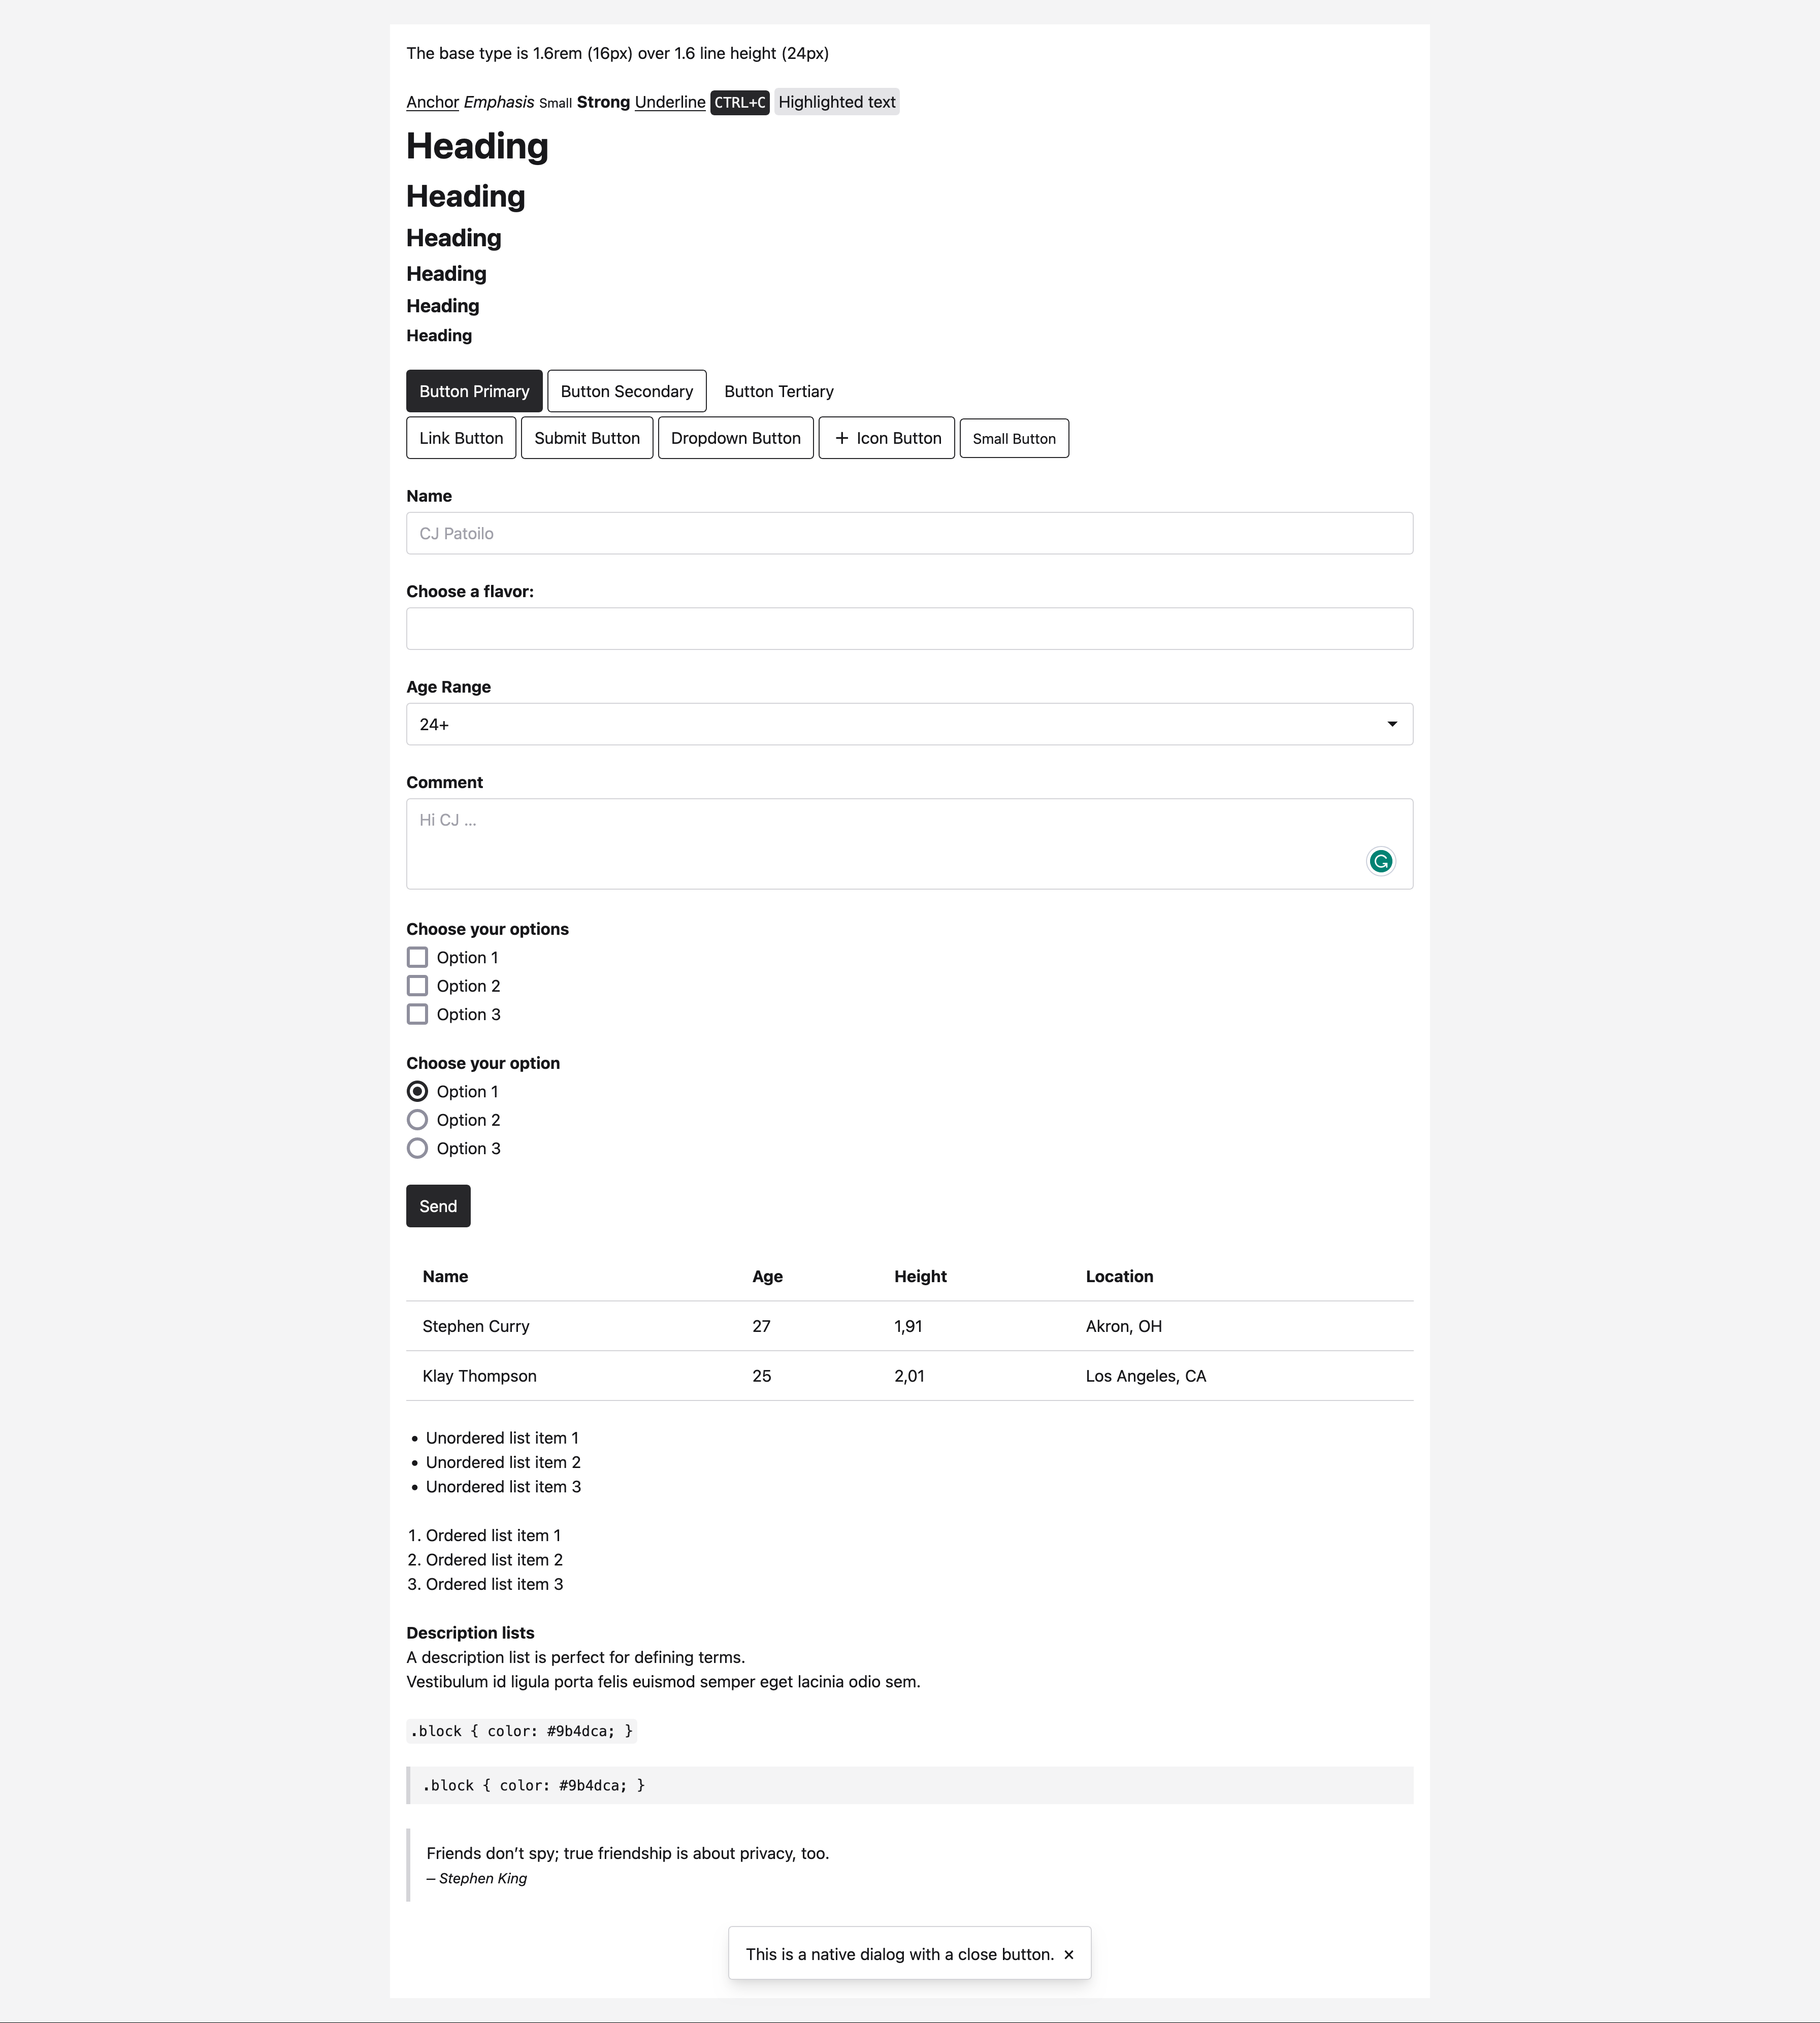 The base type is 1.6rem (16px) over 1.6 line height (24px)
Anchor Emphasis Small Strong Underline CTRL+C Highlighted text
Heading
Heading
Heading
Heading
Heading
Heading
Button Primary Button Secondary Button Tertiary
Link Button Submit Button Dropdown Button + Icon Button Small Button
Name
CJ Patoilo
Choose a flavor:
Age Range
24+
Comment
Hi CJ ...
Choose your options
Option 1
Option 2
Option 3
Choose your option
Option 1
Option 2
Option 3
Send
Name Age Height Location
Stephen Curry 27 1,91 Akron, OH
Klay Thompson 25 2,01 Los Angeles, CA
• Unordered list item 1
• Unordered list item 2
• Unordered list item 3
1. Ordered list item 1
2. Ordered list item 2
3. Ordered list item 3
Description lists
A description list is perfect for defining terms.
Vestibulum id ligula porta felis euismod semper eget lacinia odio sem.
.block { color: #9b4dca; }
.block { color: #9b4dca; }
Friends don’t spy; true friendship is about privacy, too.
– Stephen King
This is a native dialog with a close button. ×